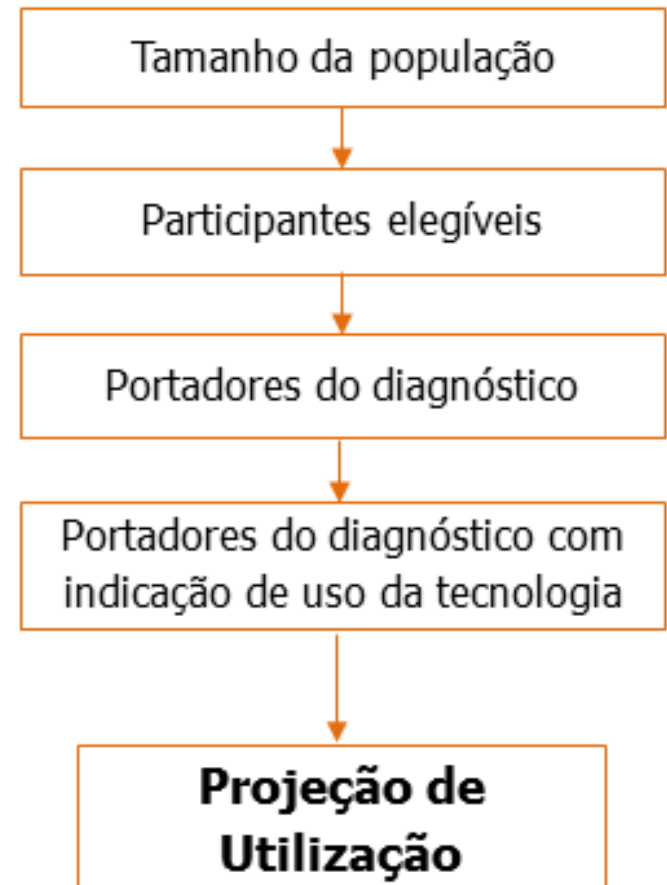 Tamanho da população
Participantes elegíveis
Portadores do diagnóstico
Portadores do diagnóstico com
indicação de uso da tecnologia
Projeção de
Utilização